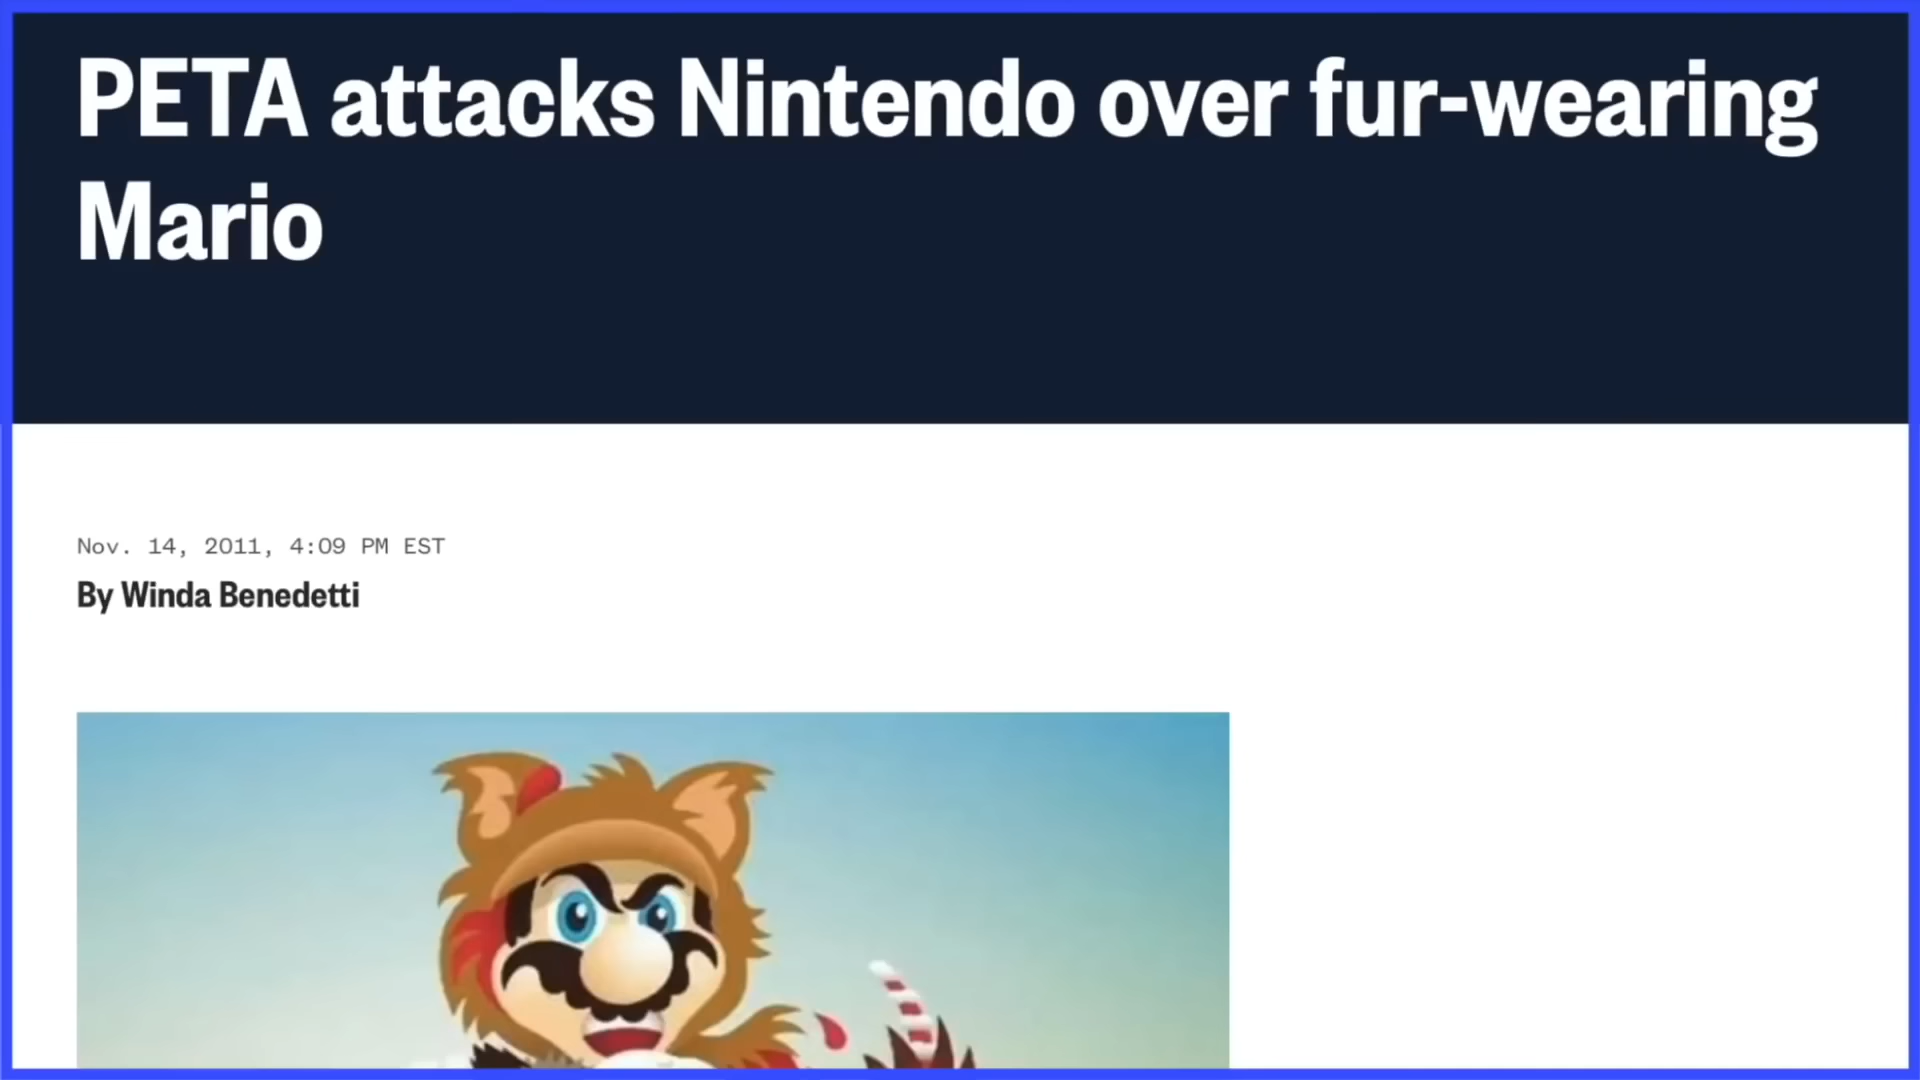 PETA attacks Nintendo over fur-wearing
Mario
Nov. 14, 2011, 4:09 PM EST
By Winda Benedetti